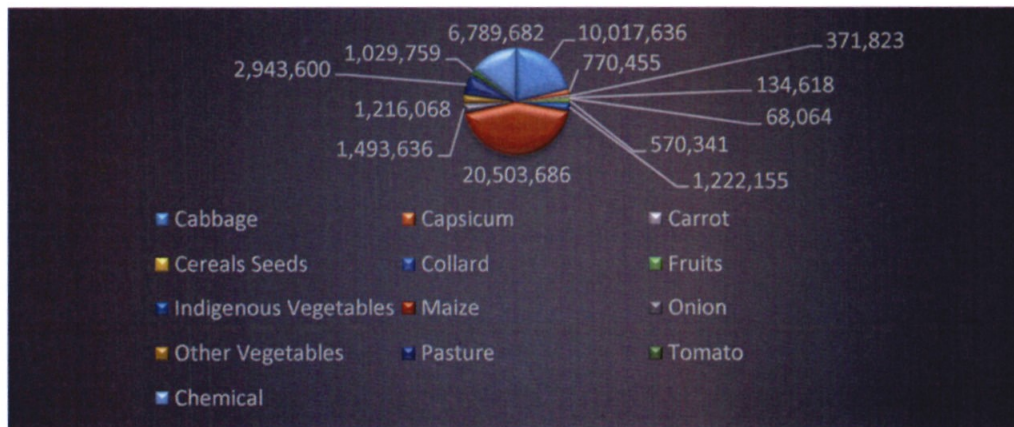 6,789,682
10,017,636
371,823
1,029,759
770,455
2,943,600
134,618
1,216,068
68,064
1,493,636
570,341
20,503,686
1,222,155
Cabbage
Capsicum
Carrot
Cereals Seeds
Collard
Fruits
Indigenous Vegetables
Maize
Onion
Other Vegetables
Pasture
Tomato
Chemical